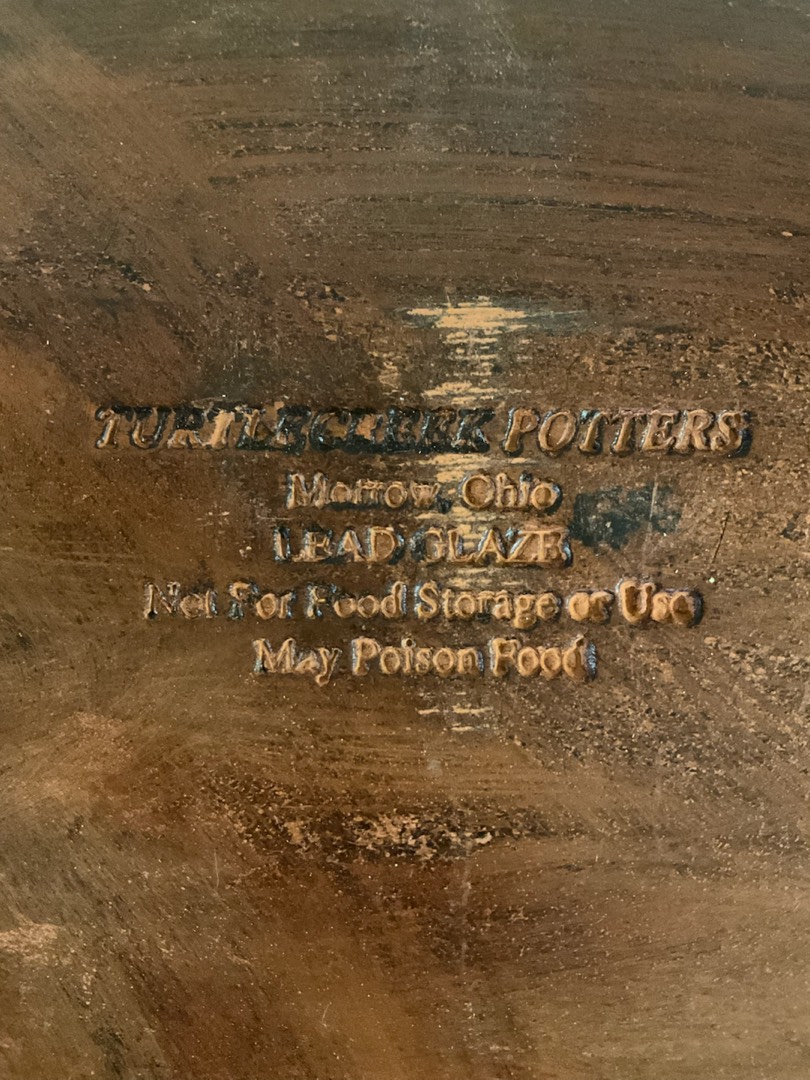 TURTLECREEK POTTERS
Morrow, Ohio
LEAD GLAZE
Not For Food Storage or Use
May Poison Food